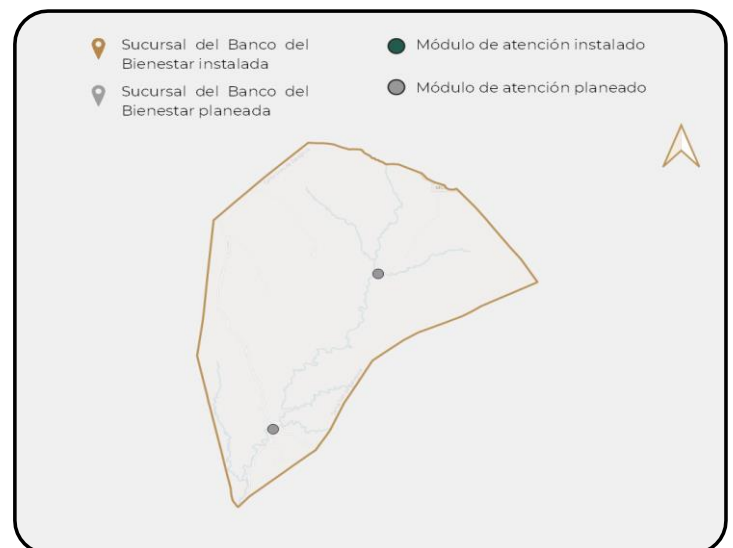 Sucursal del Banco del
Bienestar instalada
Sucursal del Banco del
Bienestar planeada
Módulo de atención instalado
Módulo de atención planeado